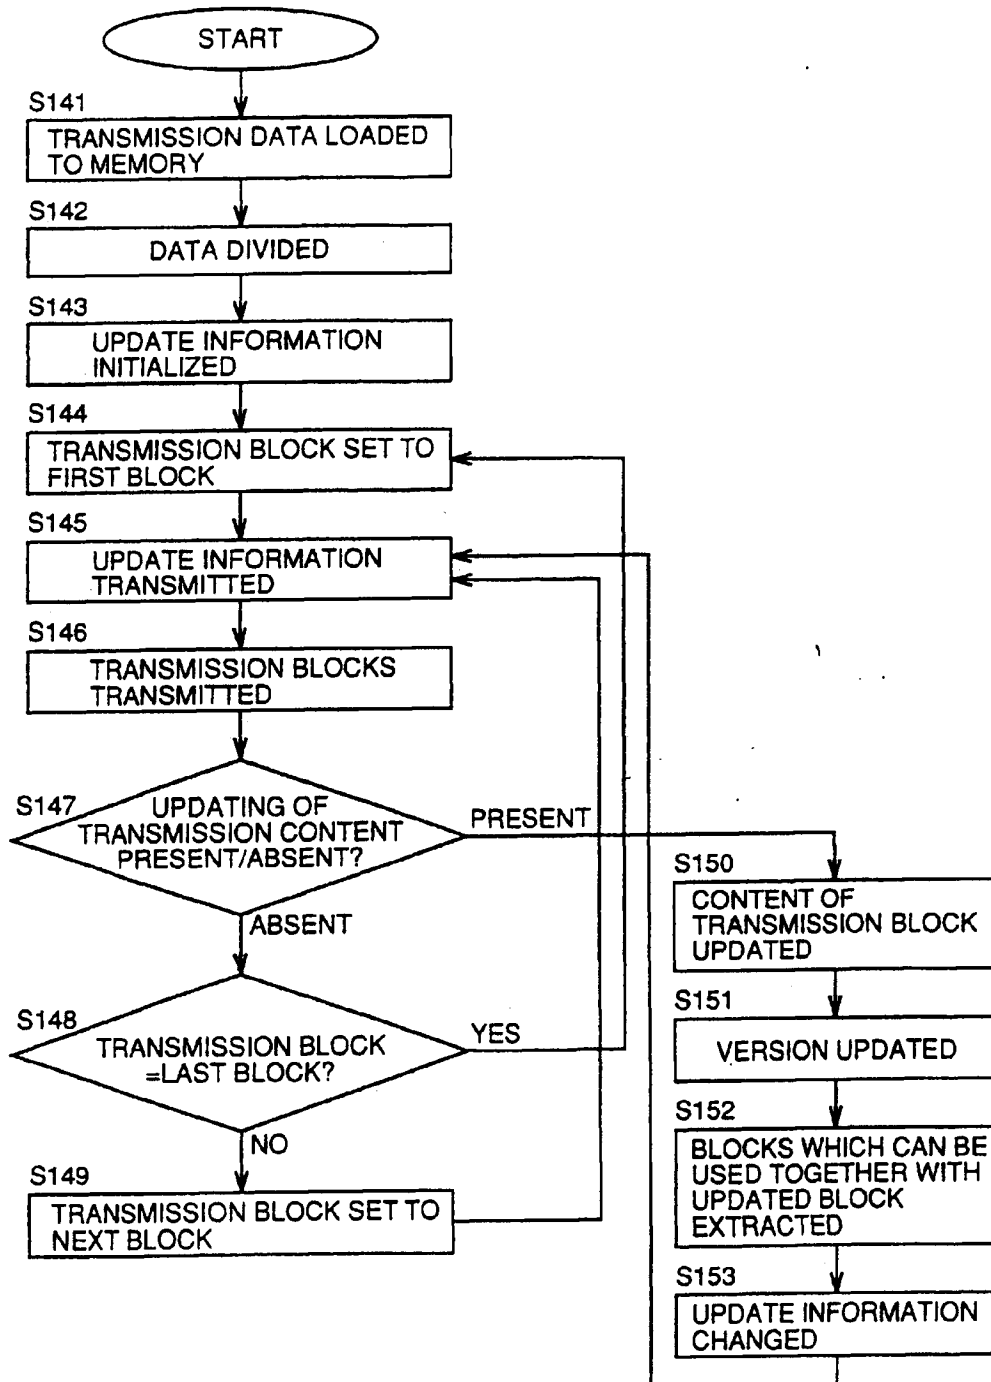 START
S141
TRANSMISSION DATA LOADED
TO MEMORY
S142
DATA DIVIDED
S143
UPDATE INFORMATION
INITIALIZED
S144
TRANSMISSION BLOCK SET TO
FIRST BLOCK
S145
UPDATE INFORMATION
TRANSMITTED
S146
TRANSMISSION BLOCKS
TRANSMITTED
S147
UPDATING OF
TRANSMISSION CONTENT
PRESENT/ABSENT?
PRESENT
ABSENT
S148
TRANSMISSION BLOCK
=LAST BLOCK?
YES
NO
S149
TRANSMISSION BLOCK SET TO
NEXT BLOCK
S150
CONTENT OF
TRANSMISSION BLOCK
UPDATED
S151
VERSION UPDATED
S152
BLOCKS WHICH CAN BE
USED TOGETHER WITH
UPDATED BLOCK
EXTRACTED
S153
UPDATE INFORMATION
CHANGED